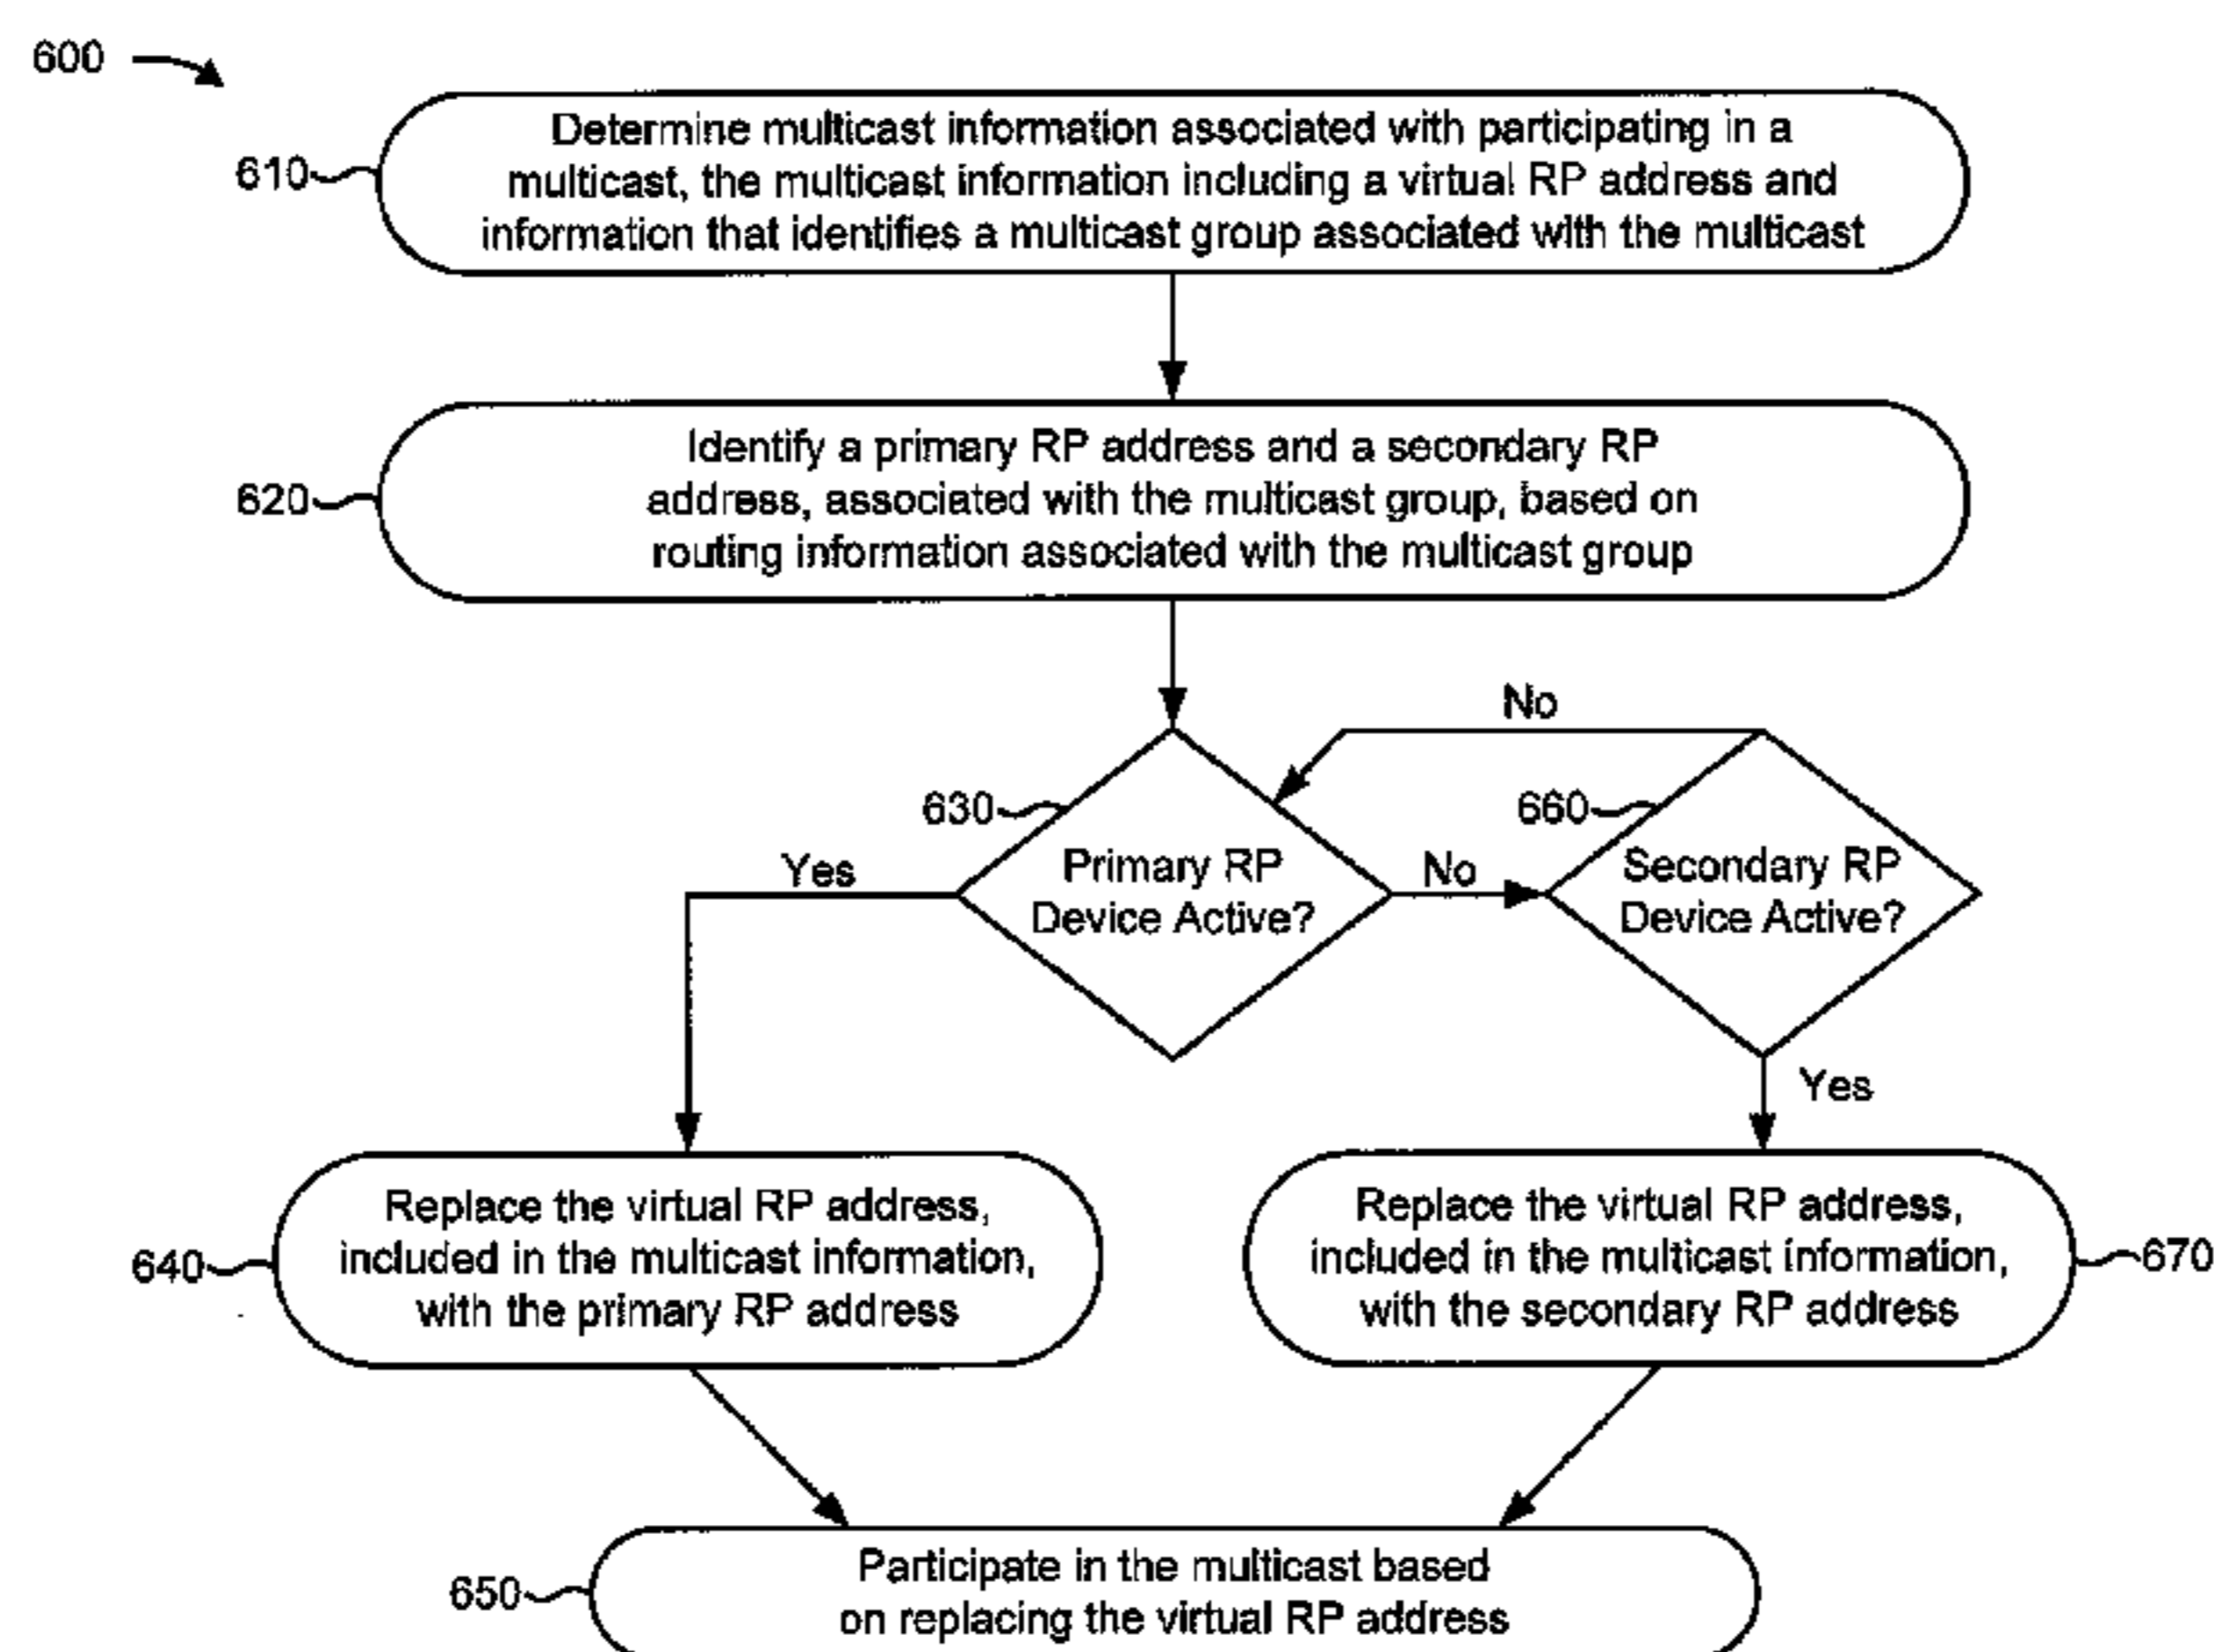 600
Determine multicast information associated with participating in a
multicast, the multicast information including a virtual RP address and
information that identifies a multicast group associated with the multicast
610
Identify a primary RP address and a secondary RP
address, associated with the multicast group, based on
routing information associated with the multicast group
620
No
630
660
Yes
Primary RP
Device Active?
No
Secondary RP
Device Active?
Yes
Replace the virtual RP address,
included in the multicast information,
with the primary RP address
640
Replace the virtual RP address,
included in the multicast information,
with the secondary RP address
670
Participate in the multicast based
on replacing the virtual RP address
650